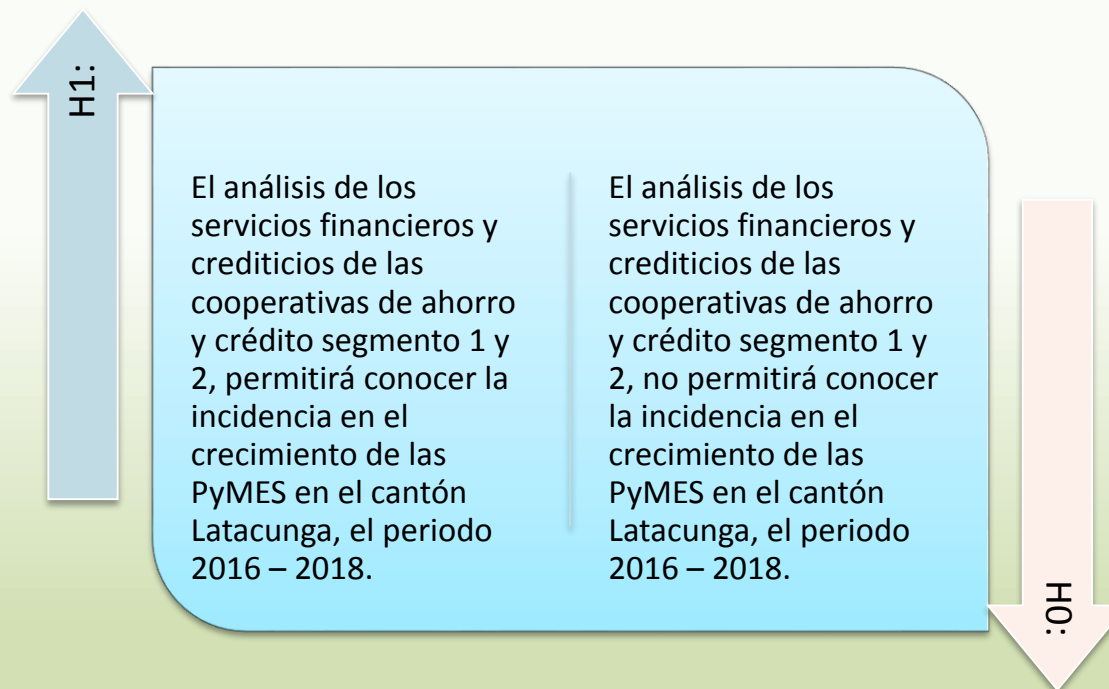 H1:
El análisis de los
servicios financieros y
crediticios de las
cooperativas de ahorro
y crédito segmento 1 y
2, permitirá conocer la
incidencia en el
crecimiento de las
PyMES en el cantón
Latacunga, el periodo
2016 – 2018.
El análisis de los
servicios financieros y
crediticios de las
cooperativas de ahorro
y crédito segmento 1 y
2, no permitirá conocer
la incidencia en el
crecimiento de las
PyMES en el cantón
Latacunga, el periodo
2016 – 2018.
H0: